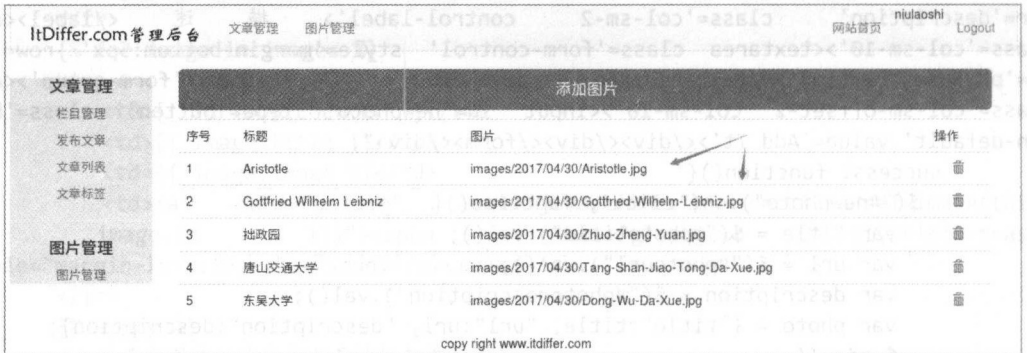 ItDiffer.com管理后台 文章管理 图片管理 网站首页 niulaoshi Logout
文章管理
栏目管理
发布文章
文章列表
文章标签
图片管理
图片管理
添加图片
序号 标题 图片 操作
1 Aristotle images/2017/04/30/Aristotle.jpg
2 Gottfried Wilhelm Leibniz images/2017/04/30/Gottfried-Wilhelm-Leibniz.jpg
3 拙政园 images/2017/04/30/Zhuo-Zheng-Yuan.jpg
4 唐山交通大学 images/2017/04/30/Tang-Shan-Jiao-Tong-Da-Xue.jpg
5 东吴大学 images/2017/04/30/Dong-Wu-Da-Xue.jpg
copy right www.itdiffer.com